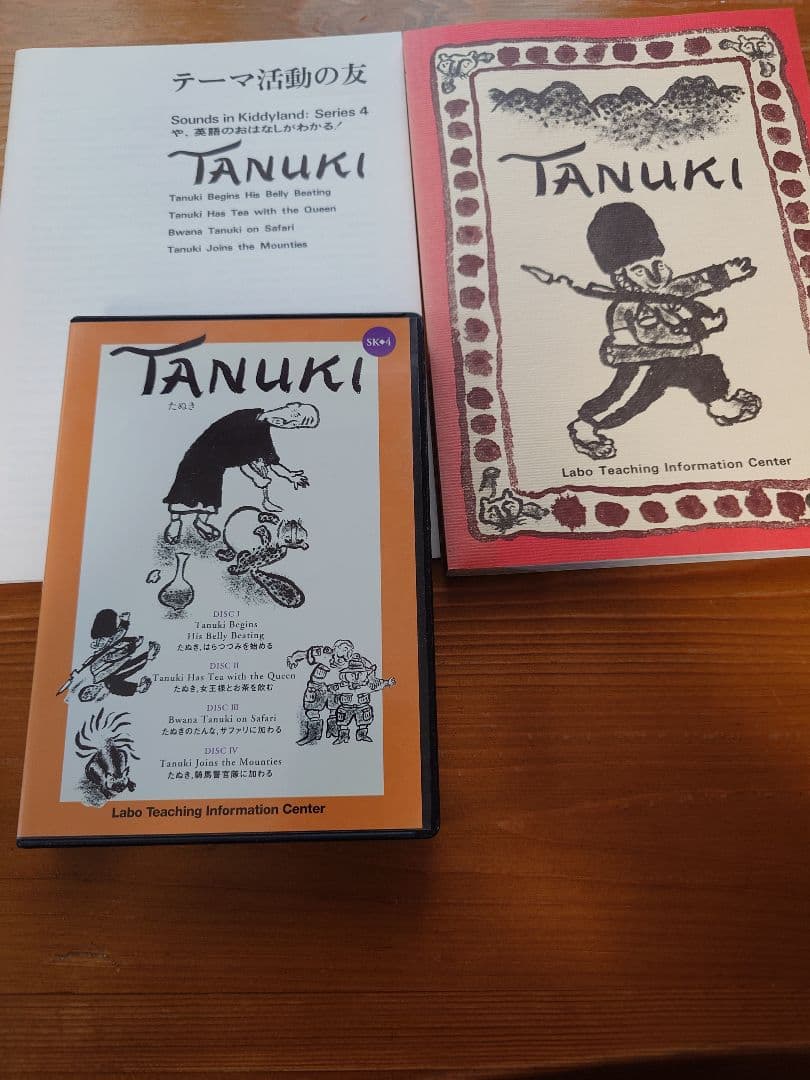 テーマ活動の友
Sounds in Kiddyland: Series 4
や、英語のおはなしがわかる!
TANUKI
Tanuki Begins His Belly Beating
Tanuki Has Tea with the Queen
Bwana Tanuki on Safari
Tanuki Joins the Mounties
TANUKI
Labo Teaching Information Center
SK◆4
TANUKI
たぬき
DISC I
Tanuki Begins
His Belly Beating
たぬき,はらつづみを始める
DISC II
Tanuki Has Tea with the Queen
たぬき,女王様とお茶を飲む
DISC III
Bwana Tanuki on Safari
たぬきのだんな,サファリに加わる
DISC IV
Tanuki Joins the Mounties
たぬき,騎馬警官隊に加わる
Labo Teaching Information Center